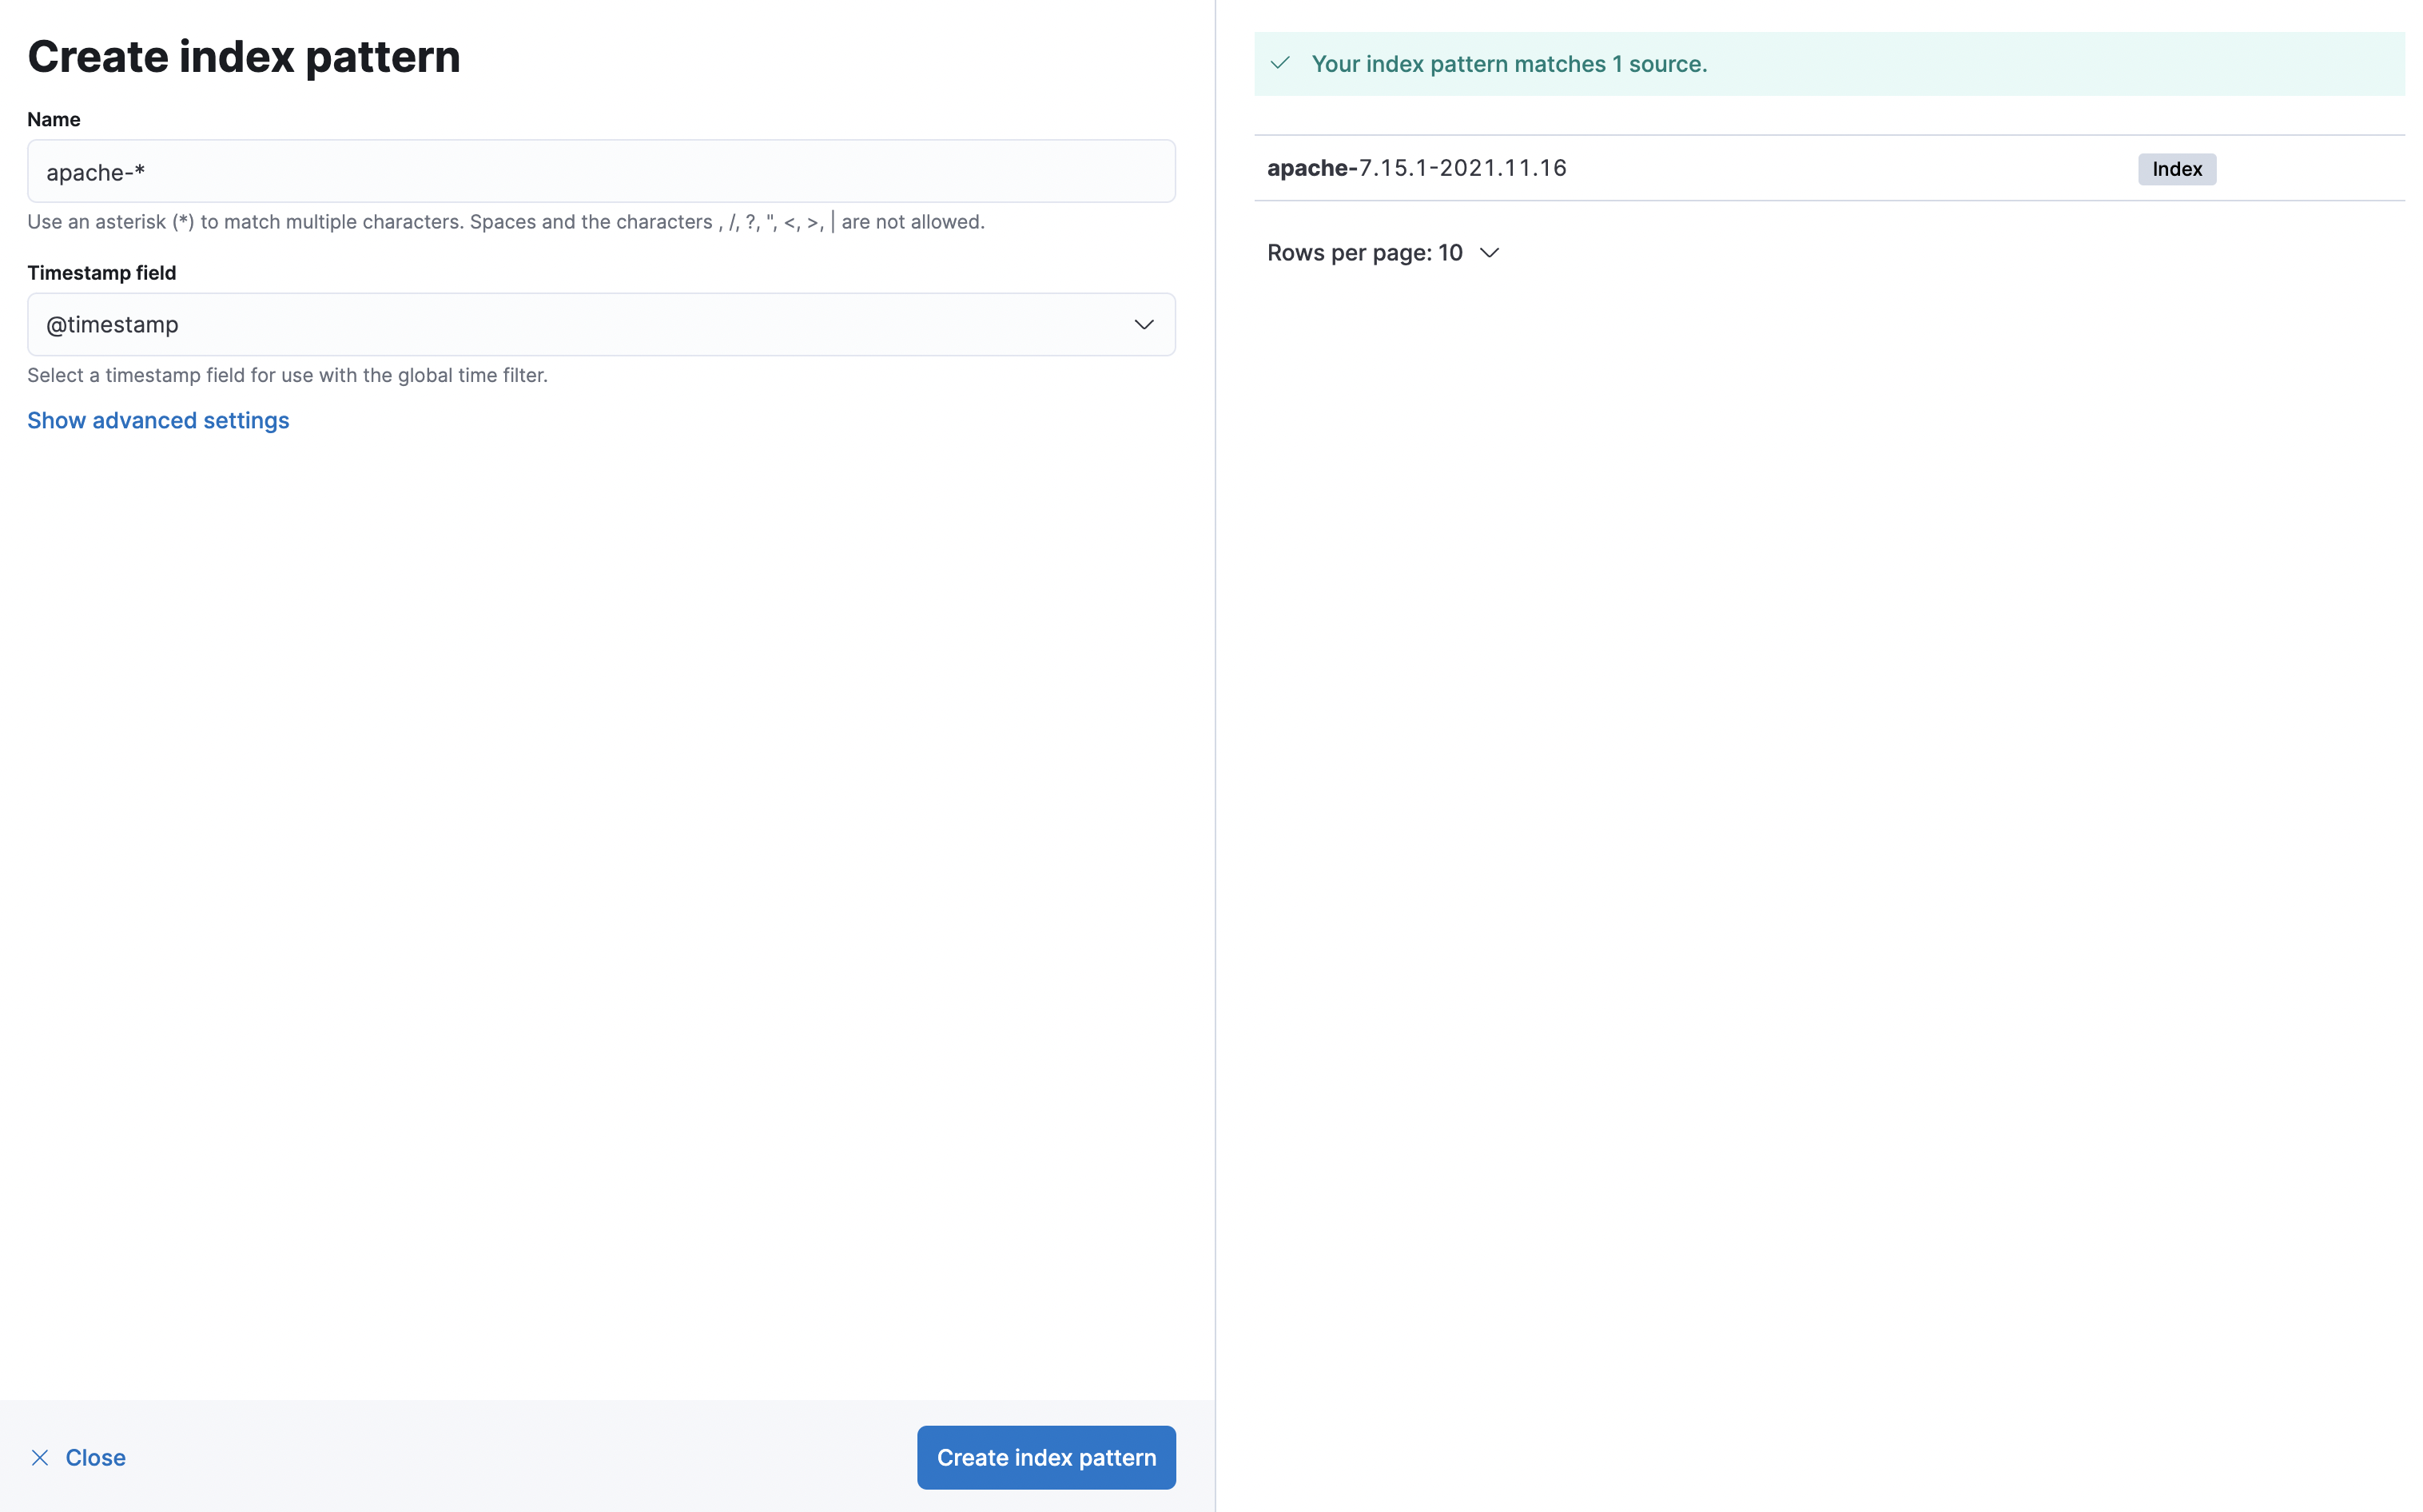 Create index pattern
Name
apache-*
Use an asterisk (*) to match multiple characters. Spaces and the characters , /, ?, ", <, >, | are not allowed.
Timestamp field
@timestamp
Select a timestamp field for use with the global time filter.
Show advanced settings
Close
Create index pattern
Your index pattern matches 1 source.
apache-7.15.1-2021.11.16
Index
Rows per page: 10